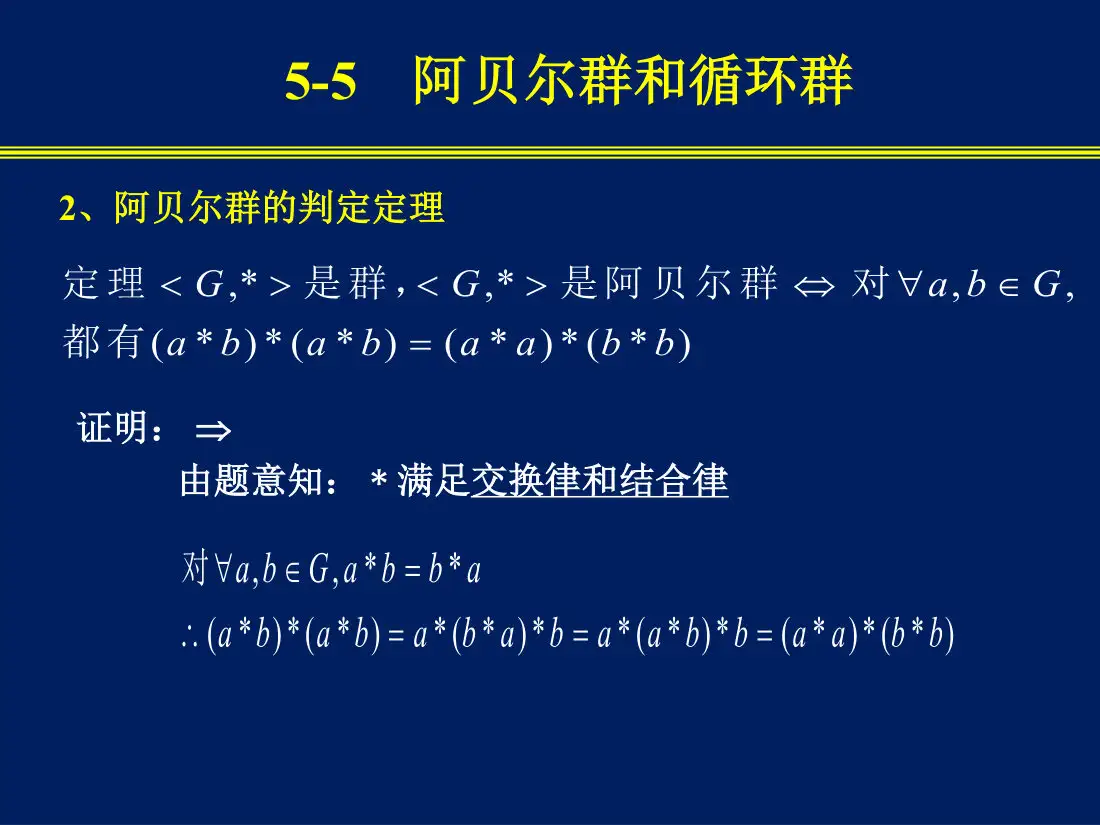 5-5 阿贝尔群和循环群
2、阿贝尔群的判定定理
定理 < G,* > 是群，< G,* > 是阿贝尔群 ⇔ 对∀a,b ∈ G,
都有(a*b)*(a*b) = (a*a)*(b*b)
证明： ⇒
由题意知： *满足交换律和结合律
对∀a,b ∈ G,a*b = b*a
∴(a*b)*(a*b) = a*(b*a)*b = a*(a*b)*b = (a*a)*(b*b)